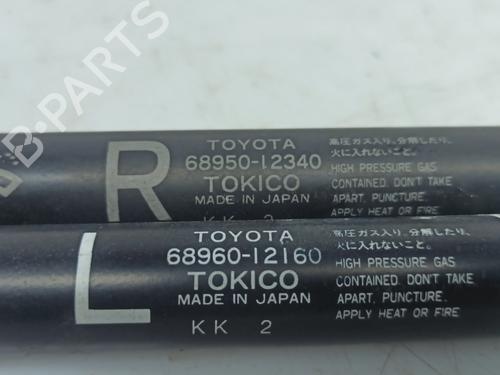 R
TOYOTA
68950-12340
TOKICO
MADE IN JAPAN
KK 2
高圧ガス入り、分解したり、
火に入れないこと。
HIGH PRESSURE GAS
CONTAINED. DON'T TAKE
APART, PUNCTURE,
APPLY HEAT OR FIRE
L
TOYOTA
68960-12160
TOKICO
MADE IN JAPAN
KK 2
高圧ガス入り、分解したり、
火に入れないこと。
HIGH PRESSURE GAS
CONTAINED. DON'T TAKE
APART, PUNCTURE,
APPLY HEAT OR FIRE
B-PARTS